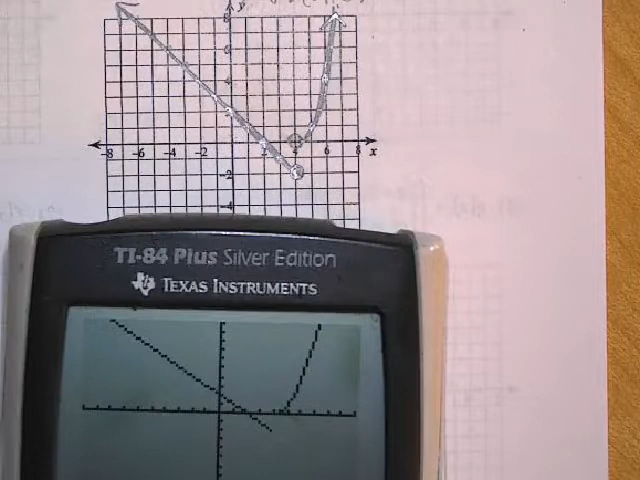 y
8
6
4
-8 -6 -4 -2 2 4 6 8 x
-2
-4
TI-84 Plus Silver Edition
TEXAS INSTRUMENTS